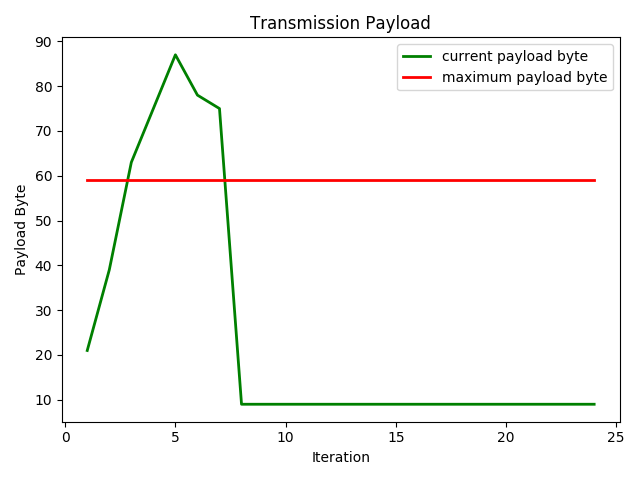 Transmission Payload
current payload byte
maximum payload byte
Payload Byte
90
80
70
60
50
40
30
20
10
0 5 10 15 20 25
Iteration